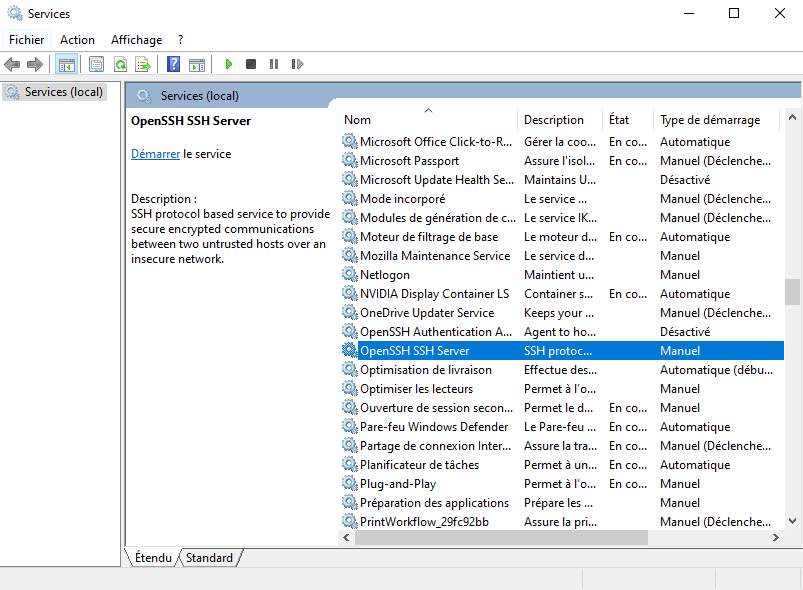 Services
Fichier Action Affichage ?
Services (local)
Services (local)
OpenSSH SSH Server
Démarrer le service
Description :
SSH protocol based service to provide
secure encrypted communications
between two untrusted hosts over an
insecure network.
Nom Description État Type de démarrage
Microsoft Office Click-to-R... Gérer la coo... En co... Automatique
Microsoft Passport Assure l'isol... En co... Manuel (Déclenche...
Microsoft Update Health Se... Maintains U... Désactivé
Mode incorporé Le service ... Manuel (Déclenche...
Modules de génération de c... Le service IK... Manuel (Déclenche...
Moteur de filtrage de base Le moteur d... En co... Automatique
Mozilla Maintenance Service Le service d... Manuel
Netlogon Maintient u... Manuel
NVIDIA Display Container LS Container s... En co... Automatique
OneDrive Updater Service Keeps your ... Manuel (Déclenche...
OpenSSH Authentication A... Agent to ho... Désactivé
OpenSSH SSH Server SSH protoc... Manuel
Optimisation de livraison Effectue des... Automatique (débu...
Optimiser les lecteurs Permet à l'o... Manuel
Ouverture de session secon... Permet le d... En co... Manuel
Pare-feu Windows Defender Le Pare-feu ... En co... Automatique
Partage de connexion Inter... Assure la tra... En co... Manuel (Déclenche...
Planificateur de tâches Permet à un... En co... Automatique
Plug-and-Play Permet à l'o... En co... Manuel
Préparation des applications Prépare les ... Manuel
PrintWorkflow_29fc92bb Assure la pri... Manuel (Déclenche...
Étendu Standard